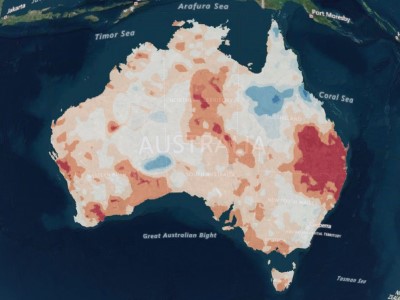 Jakarta
Arafura Sea
Port Moresby
Timor Sea
Coral Sea
AUSTRALIA
Great Australian Bight
Tasman Sea